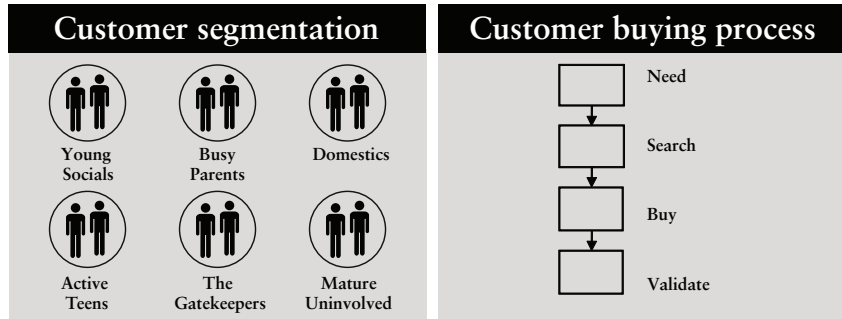 Customer segmentation
Young
Socials
Busy
Parents
Domestics
Active
Teens
The
Gatekeepers
Mature
Uninvolved
Customer buying process
Need
Search
Buy
Validate